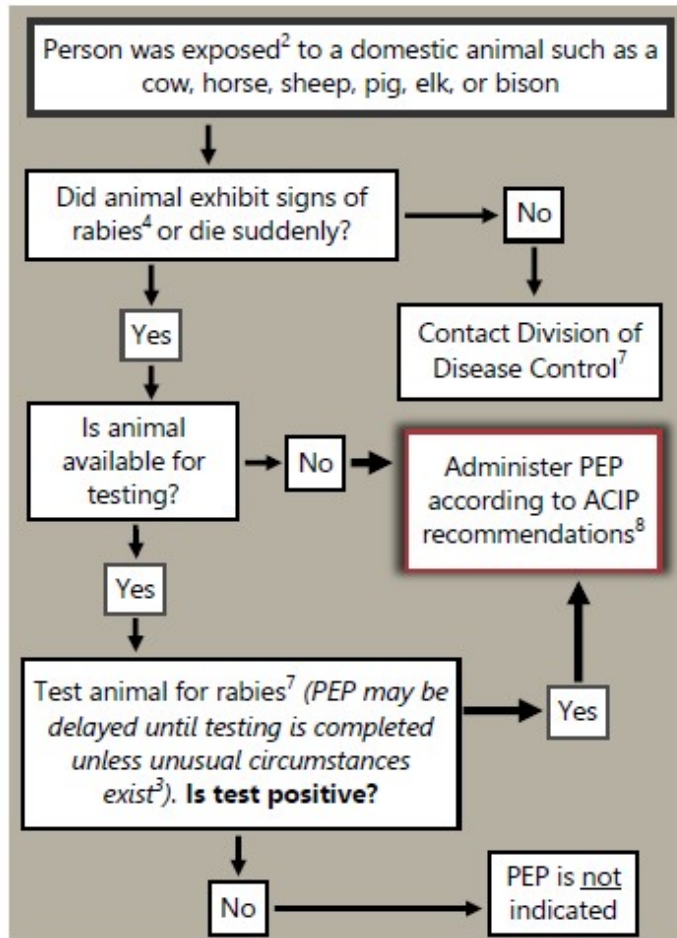 Person was exposed² to a domestic animal such as a
cow, horse, sheep, pig, elk, or bison
Did animal exhibit signs of
rabies⁴ or die suddenly?
No
Contact Division of
Disease Control⁷
Yes
Is animal
available for
testing?
No
Administer PEP
according to ACIP
recommendations⁸
Yes
Test animal for rabies⁷ (PEP may be
delayed until testing is completed
unless unusual circumstances
exist³). Is test positive?
Yes
No
PEP is not
indicated